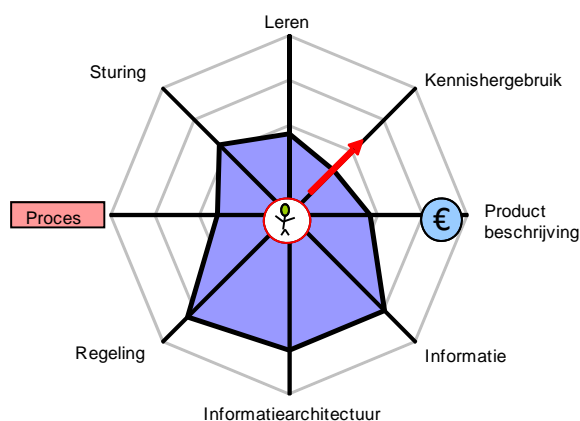 Leren
Sturing
Kennishergebruik
Proces
€
Product
beschrijving
Regeling
Informatie
Informatiearchitectuur